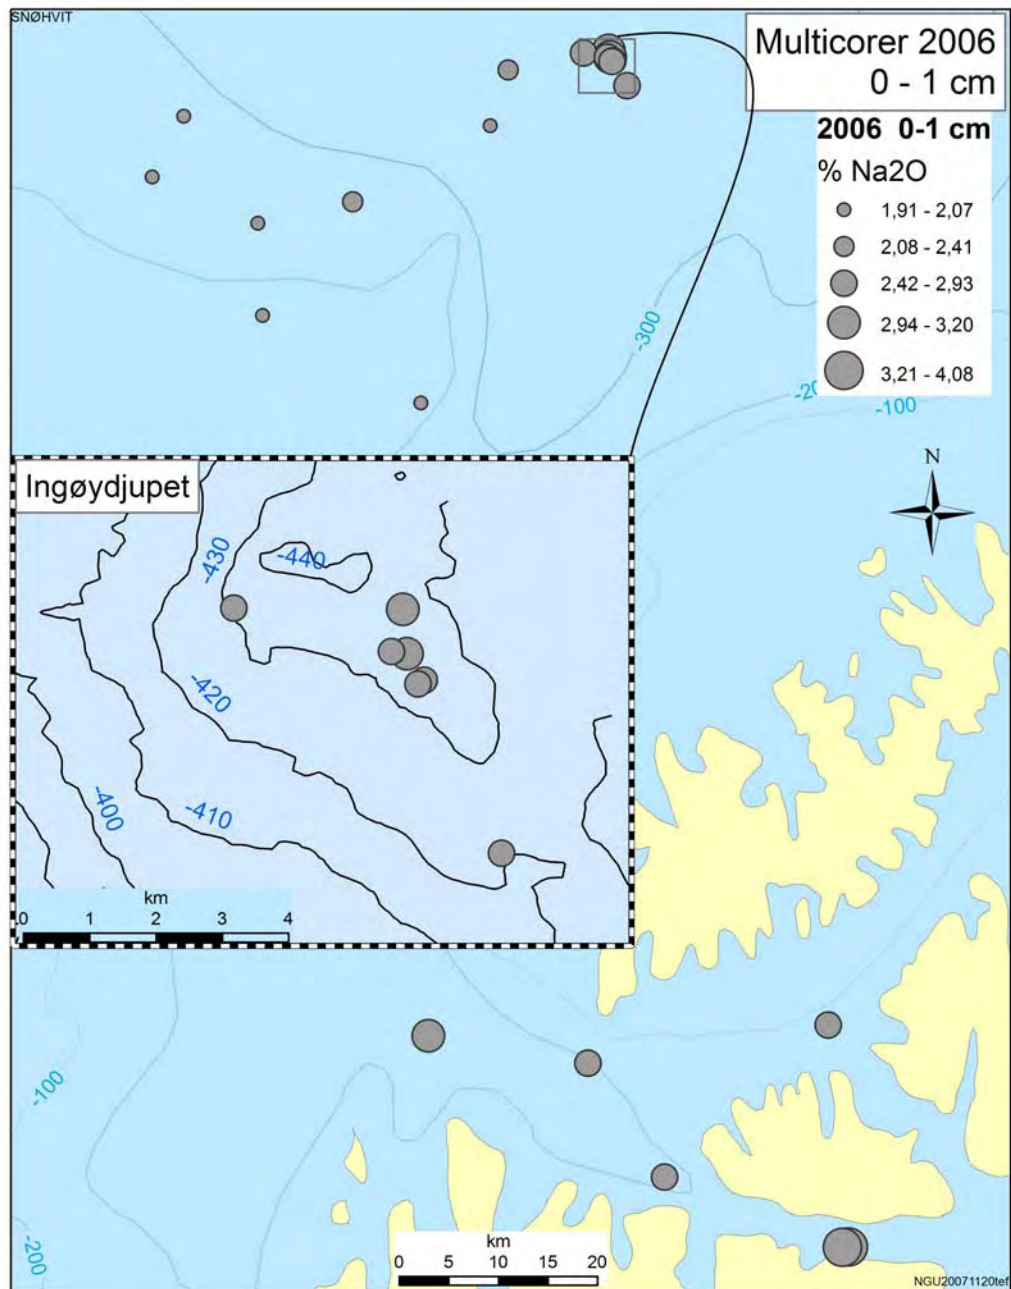 SNØHVIT
Multicorer 2006
0 - 1 cm
2006 0-1 cm
% Na2O
1,91 - 2,07
2,08 - 2,41
2,42 - 2,93
2,94 - 3,20
3,21 - 4,08
-300
-100
N
Ingøydjupet
-430
-440
-420
-400
-410
km
0 1 2 3 4
-100
-200
km
0 5 10 15 20
NGU20071120tef